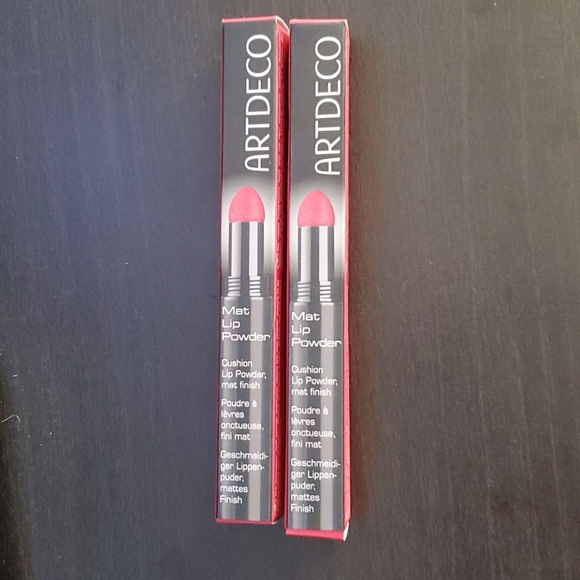 ARTDECO
Mat
Lip
Powder
Cushion
Lip Powder,
mat finish
Poudre à
lèvres
onctueuse,
fini mat
Geschmeidi-
ger Lippen-
puder,
mattes
Finish
ARTDECO
Mat
Lip
Powder
Cushion
Lip Powder,
mat finish
Poudre à
lèvres
onctueuse,
fini mat
Geschmeidi-
ger Lippen-
puder,
mattes
Finish